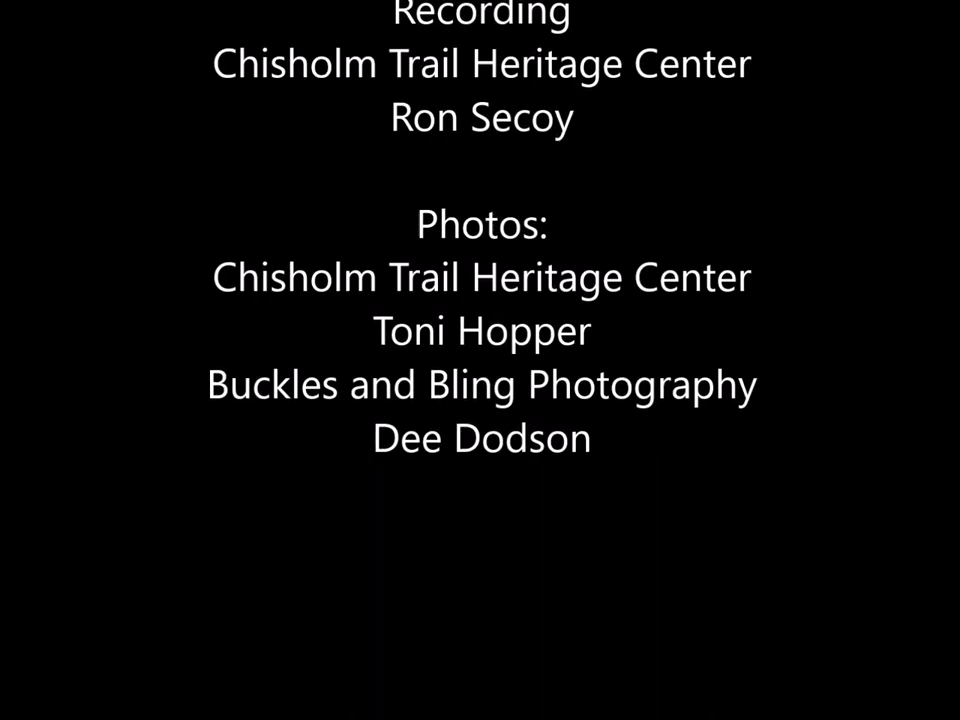 Recording
Chisholm Trail Heritage Center
Ron Secoy
Photos:
Chisholm Trail Heritage Center
Toni Hopper
Buckles and Bling Photography
Dee Dodson